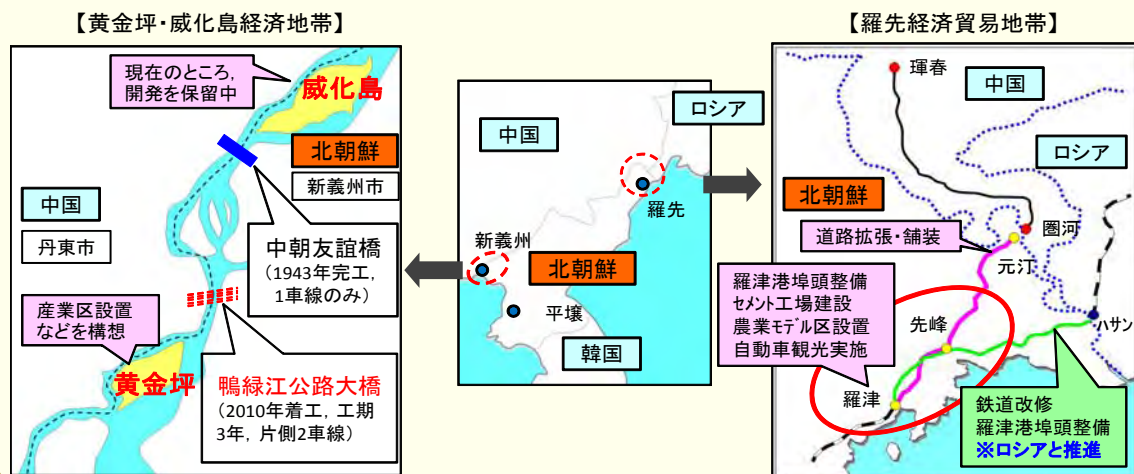 【黄金坪・威化島経済地帯】
現在のところ,
開発を保留中
威化島
北朝鮮
新義州市
中国
丹東市
中朝友誼橋
(1943年完工,
1車線のみ)
産業区設置
などを構想
黄金坪
鴨緑江公路大橋
(2010年着工, 工期
3年, 片側2車線)
ロシア
中国
羅先
新義州
北朝鮮
平壌
韓国
【羅先経済貿易地帯】
琿春
中国
ロシア
北朝鮮
圏河
道路拡張・舗装
元汀
羅津港埠頭整備
セメント工場建設
農業モデル区設置
自動車観光実施
先峰
ハサン
羅津
鉄道改修
羅津港埠頭整備
※ロシアと推進